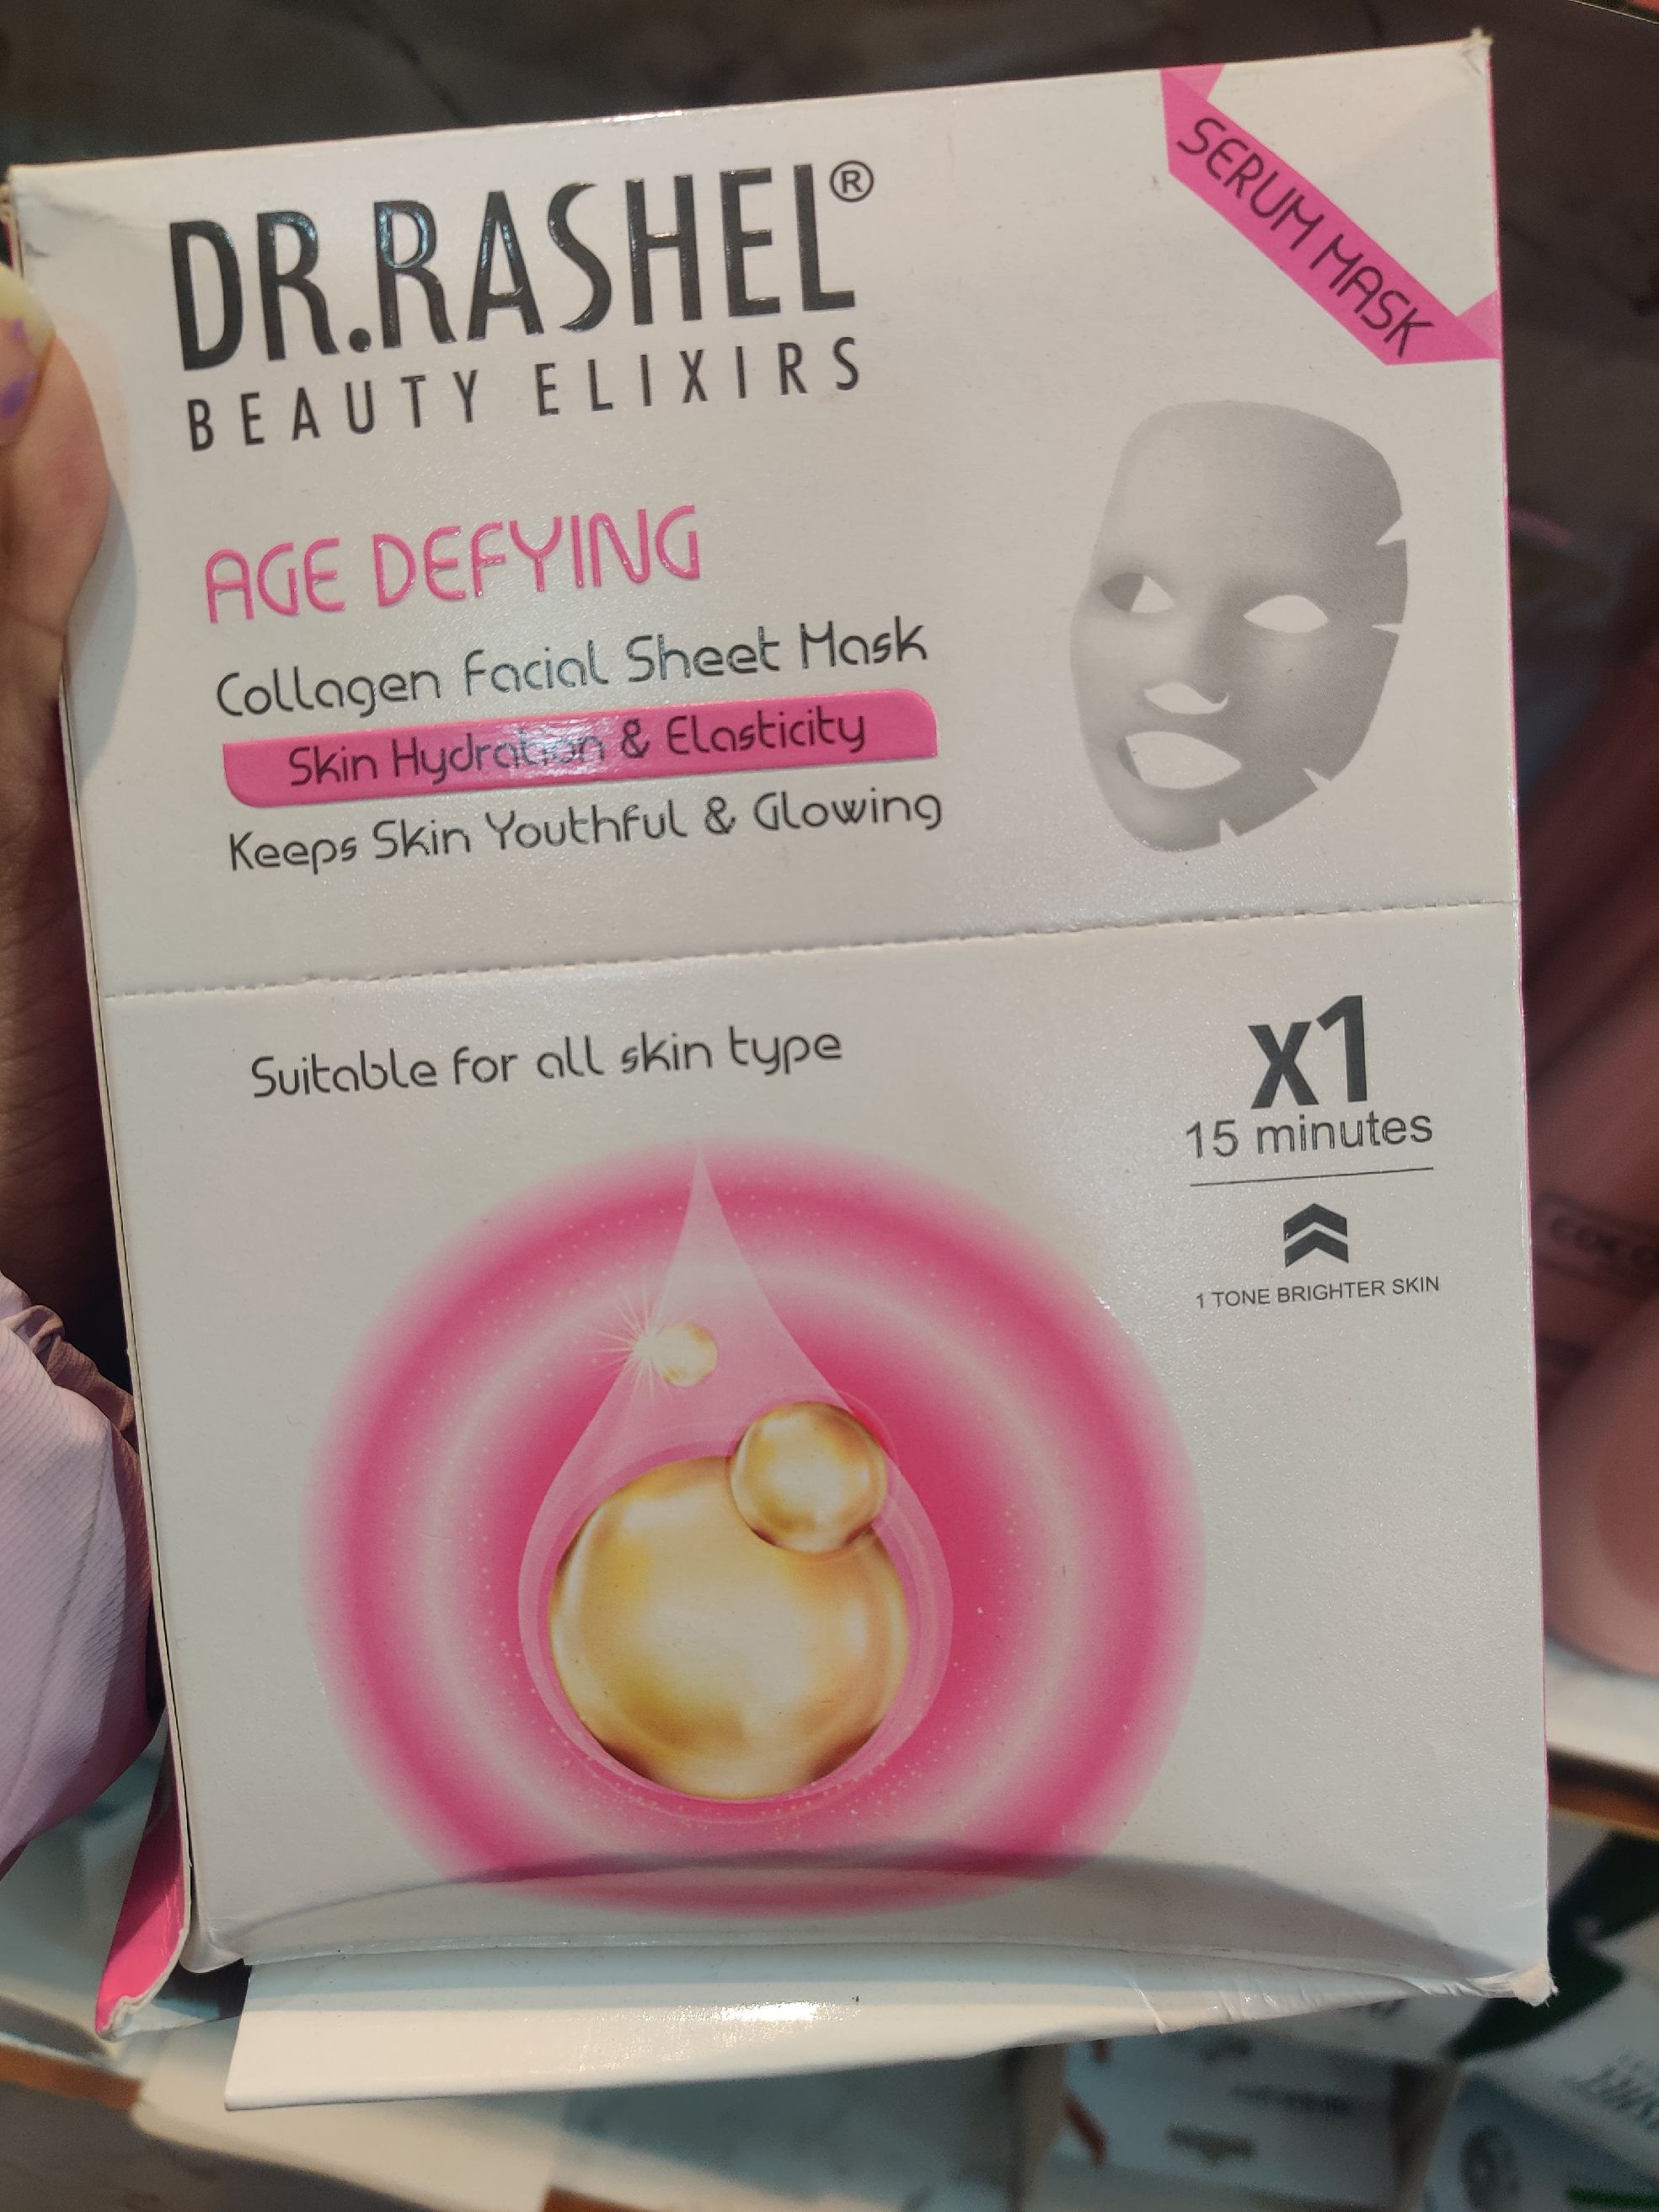 SERUM MASK
DR.RASHEL®
BEAUTY ELIXIRS
AGE DEFYING
Collagen Facial Sheet Mask
Skin Hydration & Elasticity
Keeps Skin Youthful & Glowing
Suitable for all skin type
x1
15 minutes
1 TONE BRIGHTER SKIN